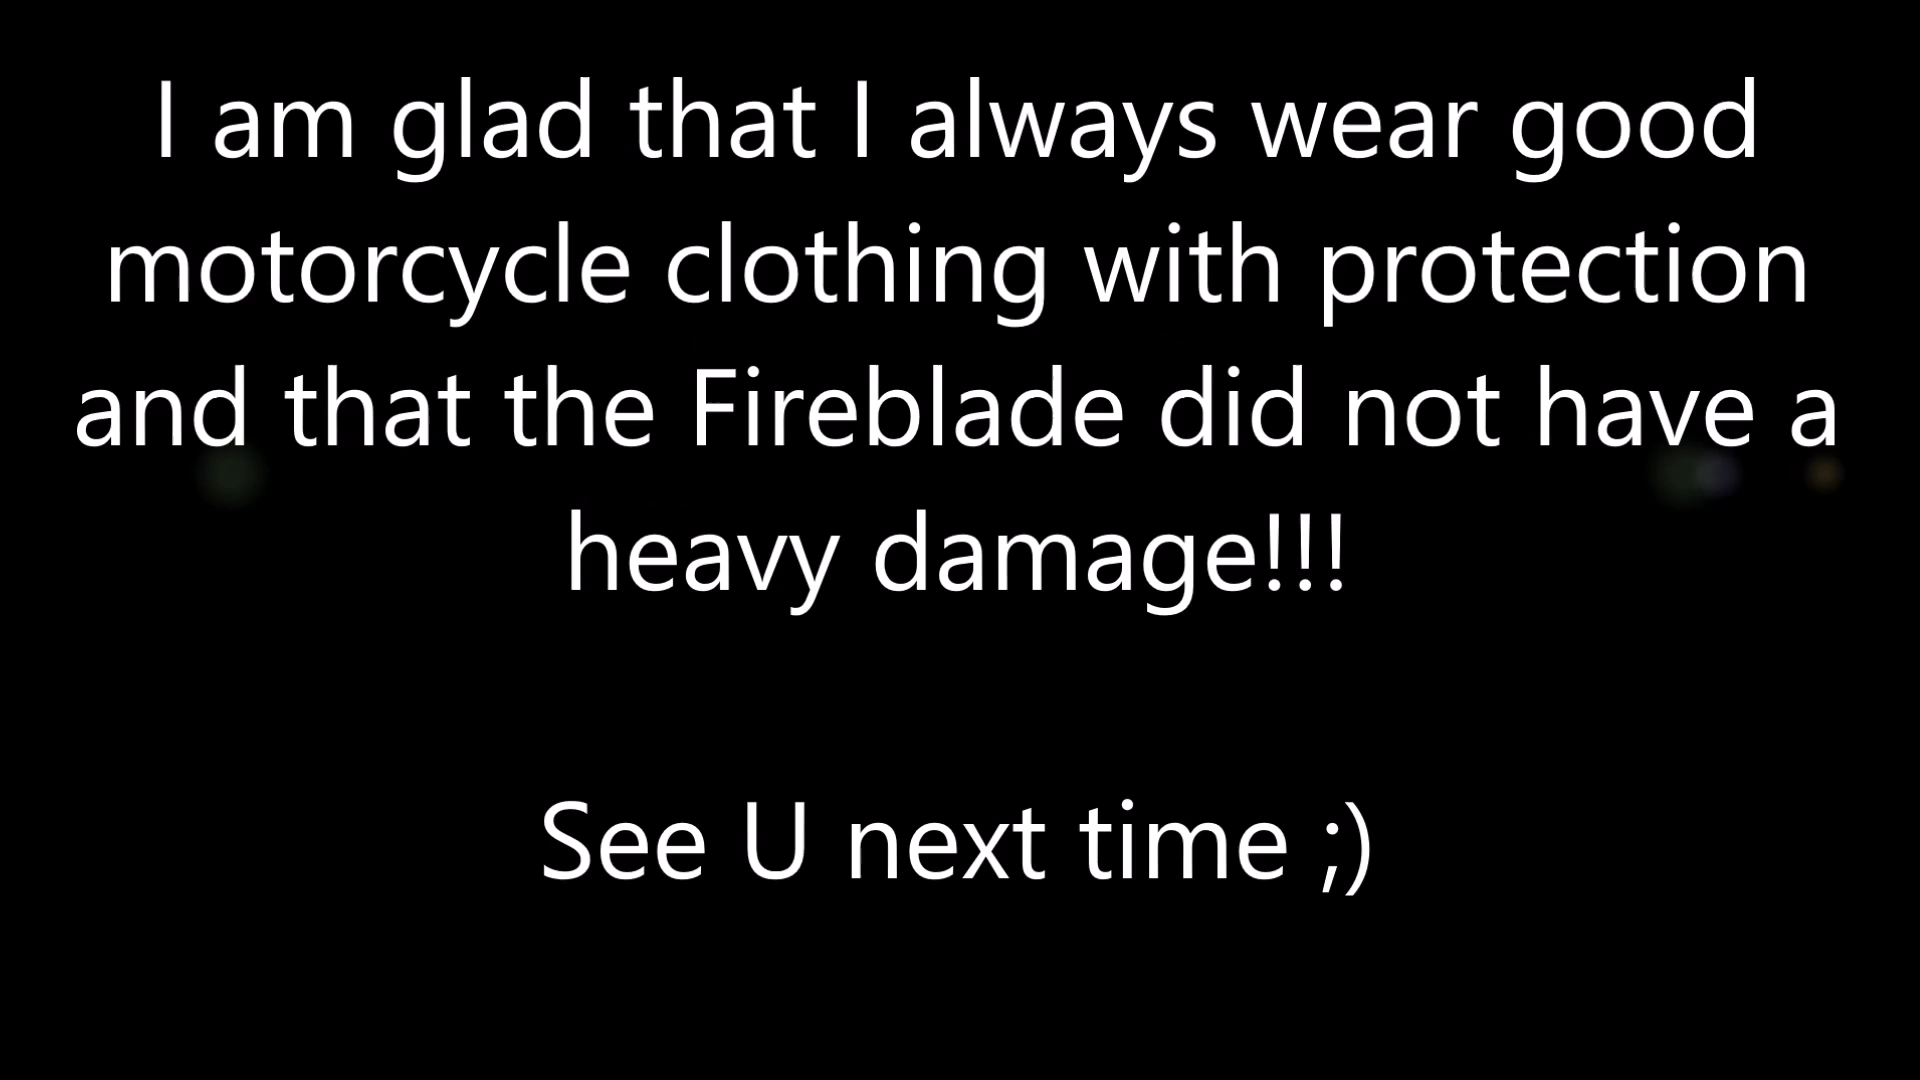 I am glad that I always wear good
motorcycle clothing with protection
and that the Fireblade did not have a
heavy damage!!!
See U next time ;)